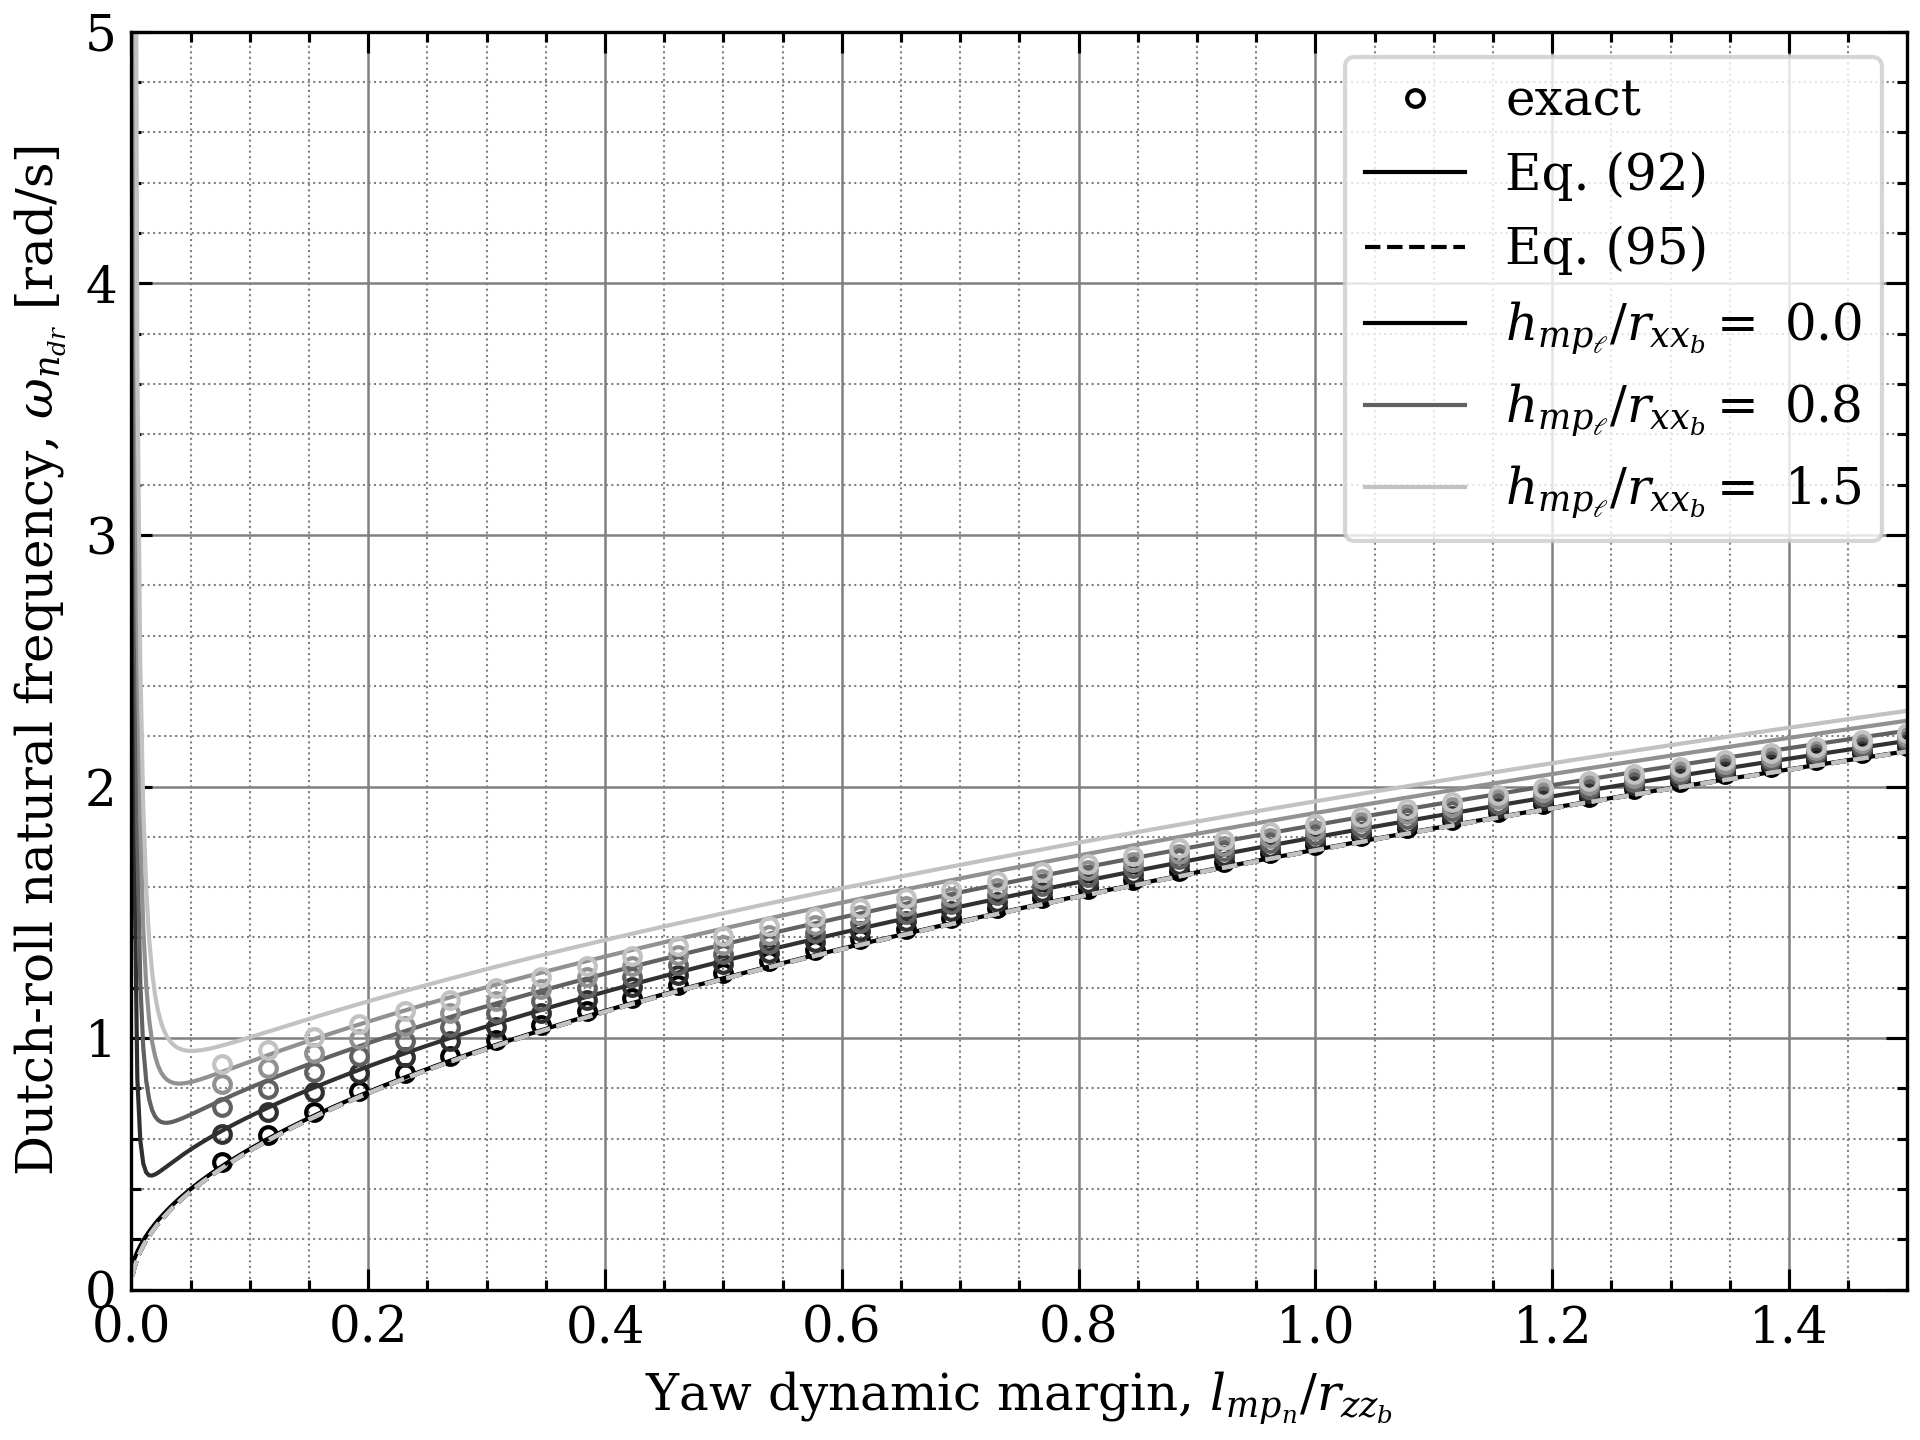 5
4
3
2
1
0
0.0 0.2 0.4 0.6 0.8 1.0 1.2 1.4
Dutch-roll natural frequency, ω_{n_{dr}} [rad/s]
Yaw dynamic margin, l_{mp_n}/r_{zz_b}
exact
Eq. (92)
Eq. (95)
h_{mp_ℓ}/r_{xx_b} = 0.0
h_{mp_ℓ}/r_{xx_b} = 0.8
h_{mp_ℓ}/r_{xx_b} = 1.5